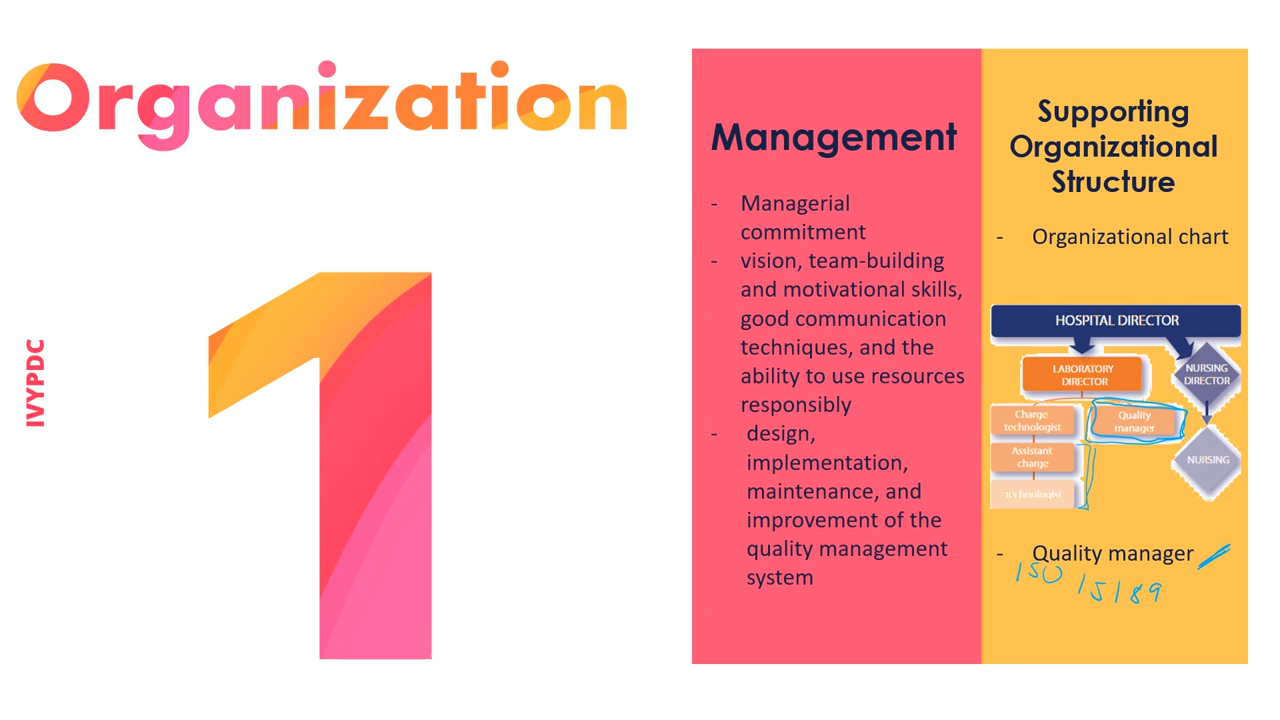 Organization
IVYPDC
1
Management
- Managerial
commitment
- vision, team-building
and motivational skills,
good communication
techniques, and the
ability to use resources
responsibly
- design,
implementation,
maintenance, and
improvement of the
quality management
system
Supporting
Organizational
Structure
- Organizational chart
HOSPITAL DIRECTOR
LABORATORY
DIRECTOR
NURSING
DIRECTOR
Charge
technologist
Quality
manager
Assistant
charge
technologist
NURSING
- Quality manager
ISO 15189